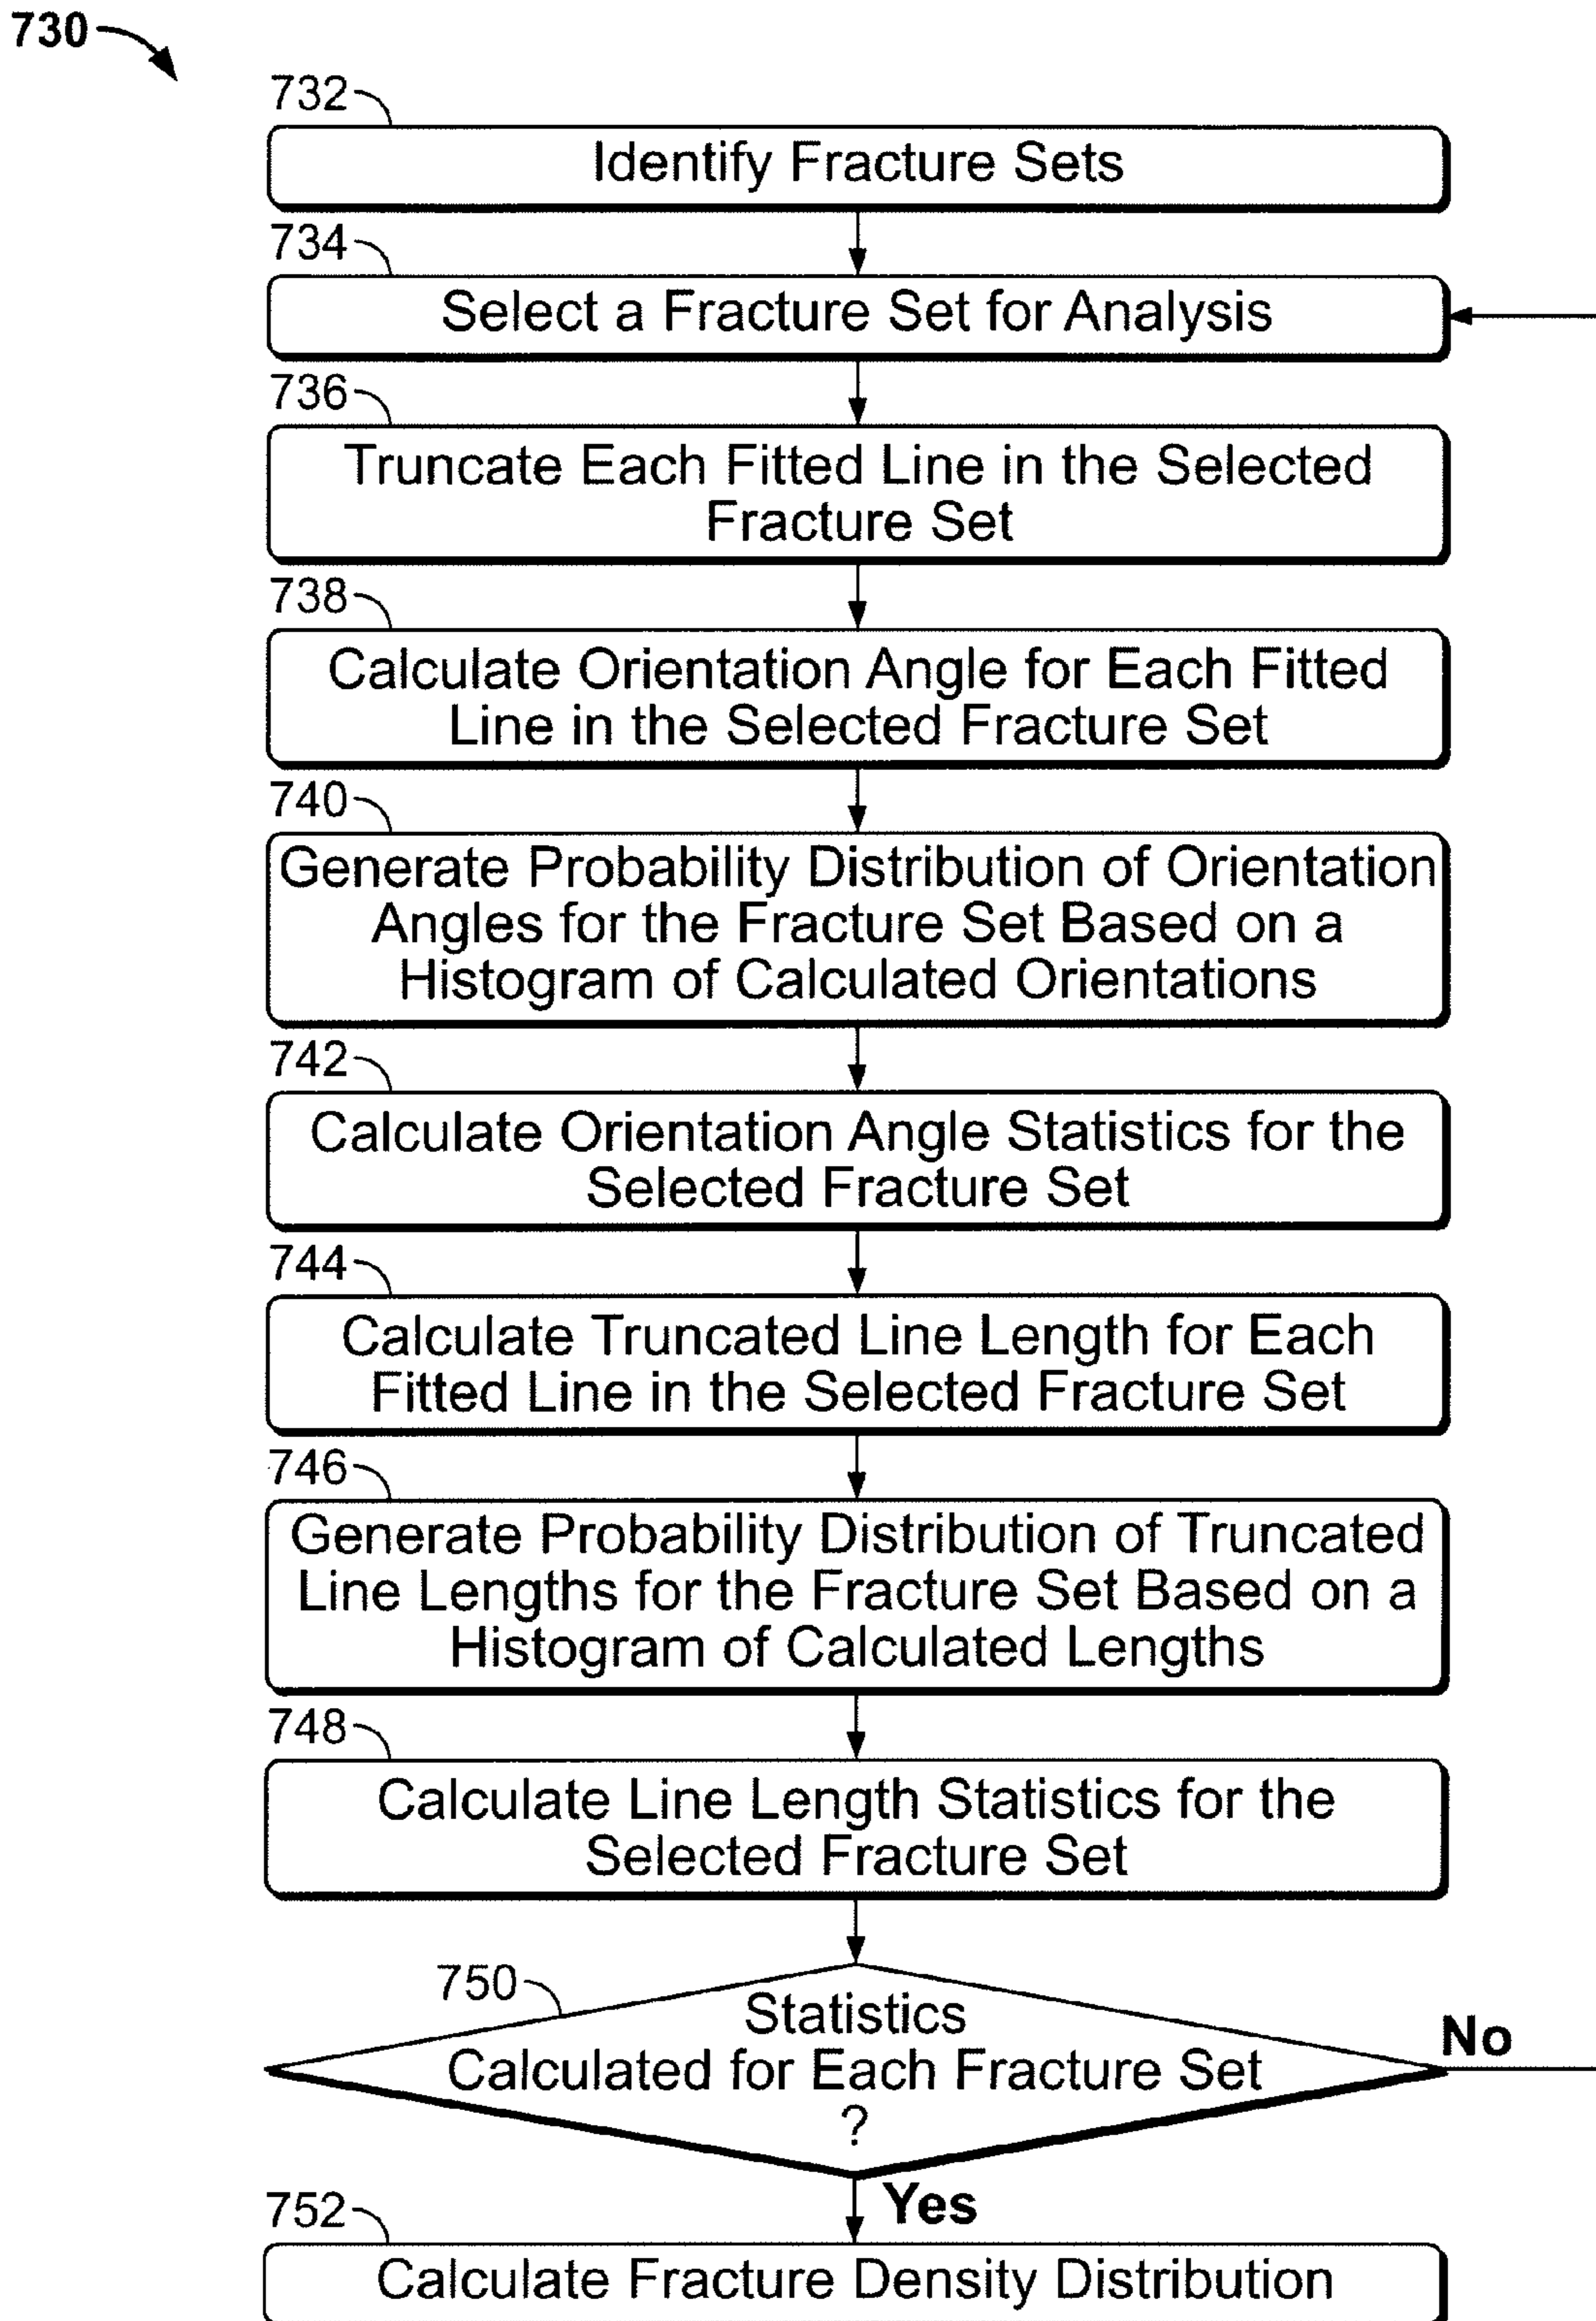 730
732
Identify Fracture Sets
734
Select a Fracture Set for Analysis
736
Truncate Each Fitted Line in the Selected
Fracture Set
738
Calculate Orientation Angle for Each Fitted
Line in the Selected Fracture Set
740
Generate Probability Distribution of Orientation
Angles for the Fracture Set Based on a
Histogram of Calculated Orientations
742
Calculate Orientation Angle Statistics for the
Selected Fracture Set
744
Calculate Truncated Line Length for Each
Fitted Line in the Selected Fracture Set
746
Generate Probability Distribution of Truncated
Line Lengths for the Fracture Set Based on a
Histogram of Calculated Lengths
748
Calculate Line Length Statistics for the
Selected Fracture Set
750
Statistics
Calculated for Each Fracture Set
?
No
Yes
752
Calculate Fracture Density Distribution